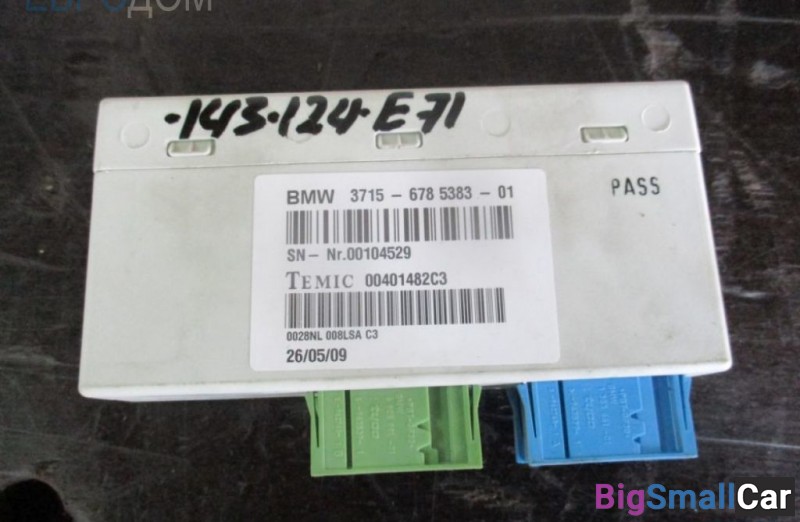 ЕВРОДОМ
·143·124·E71
BMW 3715 - 678 5383 - 01
PASS
SN- Nr.00104529
TEMIC 00401482C3
0028NL 008LSA C3
26/05/09
BigSmallCar